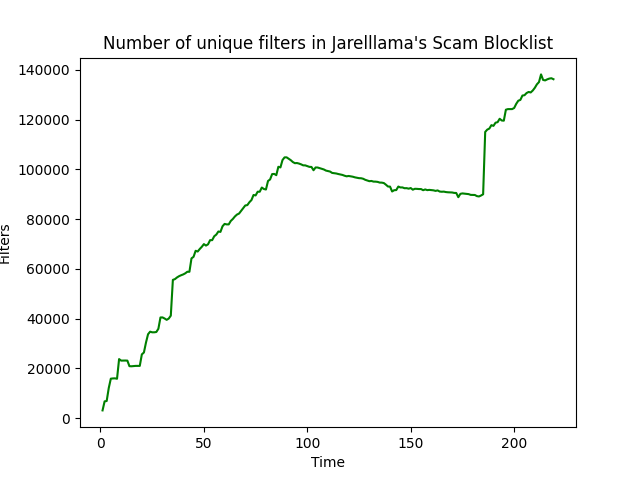 Number of unique filters in Jarelllama's Scam Blocklist
140000
120000
100000
80000
60000
40000
20000
0
Filters
0 50 100 150 200
Time